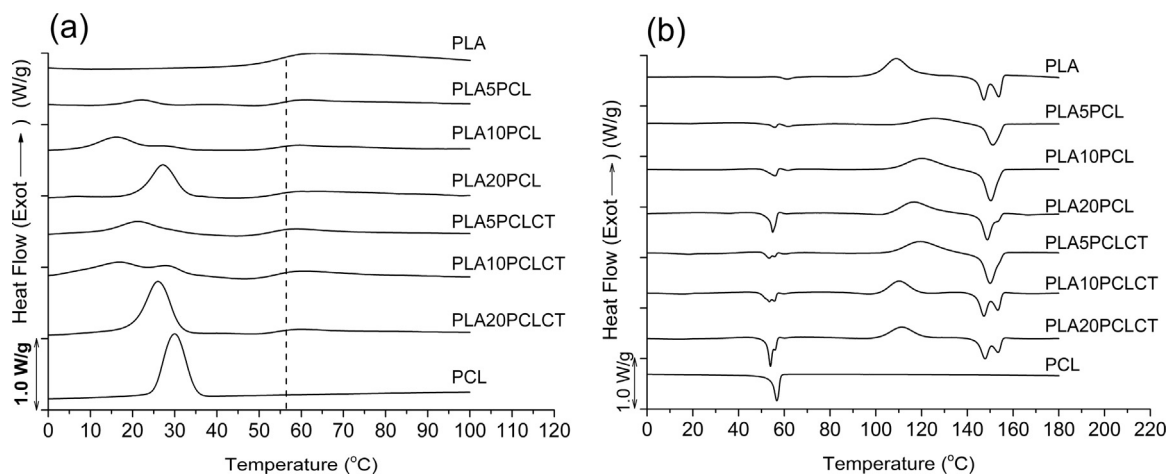 (a)
PLA
PLA5PCL
PLA10PCL
PLA20PCL
PLA5PCLCT
PLA10PCLCT
PLA20PCLCT
PCL
Heat Flow (Exot ⟶) (W/g)
1.0 W/g
0 10 20 30 40 50 60 70 80 90 100 110 120
Temperature (°C)
(b)
PLA
PLA5PCL
PLA10PCL
PLA20PCL
PLA5PCLCT
PLA10PCLCT
PLA20PCLCT
PCL
Heat Flow (Exot ⟶) (W/g)
1.0 W/g
0 20 40 60 80 100 120 140 160 180 200 220
Temperature (°C)